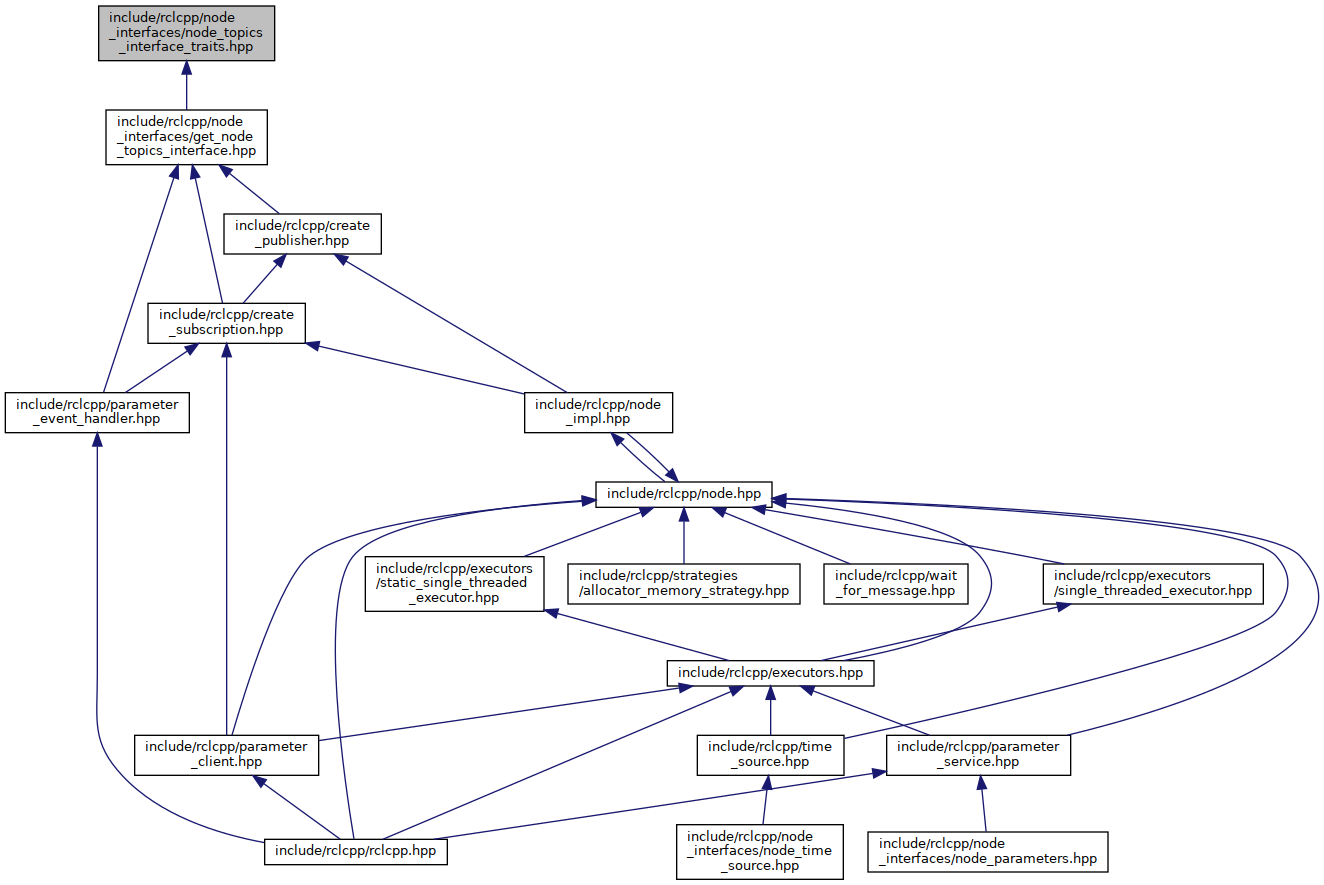 include/rclcpp/node
_interfaces/node_topics
_interface_traits.hpp
include/rclcpp/node
_interfaces/get_node
_topics_interface.hpp
include/rclcpp/create
_publisher.hpp
include/rclcpp/create
_subscription.hpp
include/rclcpp/parameter
_event_handler.hpp
include/rclcpp/node
_impl.hpp
include/rclcpp/node.hpp
include/rclcpp/executors
/static_single_threaded
_executor.hpp
include/rclcpp/strategies
/allocator_memory_strategy.hpp
include/rclcpp/wait
_for_message.hpp
include/rclcpp/executors
/single_threaded_executor.hpp
include/rclcpp/executors.hpp
include/rclcpp/parameter
_client.hpp
include/rclcpp/time
_source.hpp
include/rclcpp/parameter
_service.hpp
include/rclcpp/rclcpp.hpp
include/rclcpp/node
_interfaces/node_time
_source.hpp
include/rclcpp/node
_interfaces/node_parameters.hpp